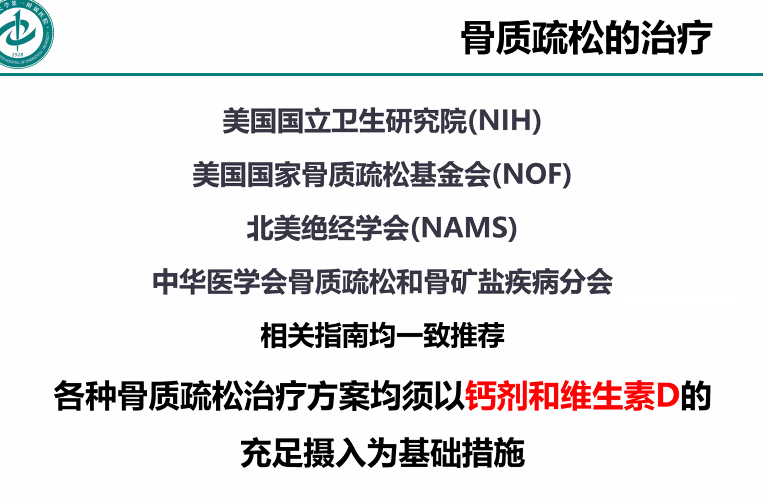 骨质疏松的治疗
美国国立卫生研究院(NIH)
美国国家骨质疏松基金会(NOF)
北美绝经学会(NAMS)
中华医学会骨质疏松和骨矿盐疾病分会
相关指南均一致推荐
各种骨质疏松治疗方案均须以钙剂和维生素D的
充足摄入为基础措施